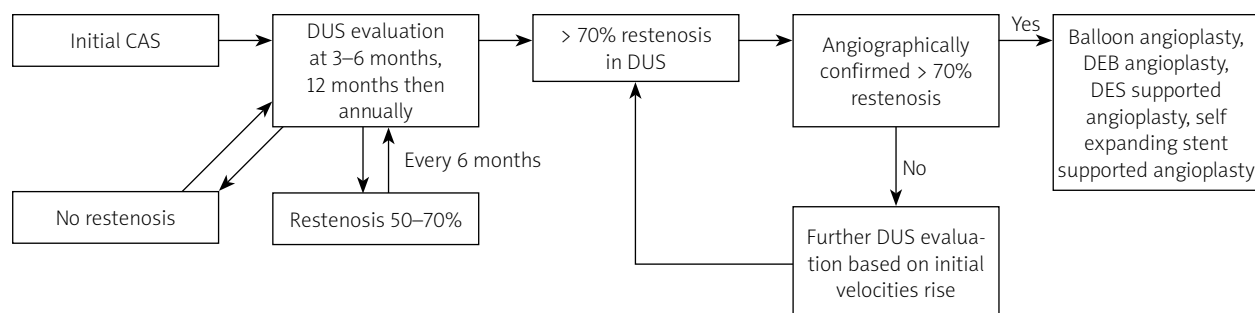 Initial CAS
DUS evaluation
at 3–6 months,
12 months then
annually
> 70% restenosis
in DUS
Angiographically
confirmed > 70%
restenosis
Yes
Balloon angioplasty,
DEB angioplasty,
DES supported
angioplasty, self
expanding stent
supported angioplasty
No restenosis
Every 6 months
Restenosis 50–70%
No
Further DUS evalua-
tion based on initial
velocities rise